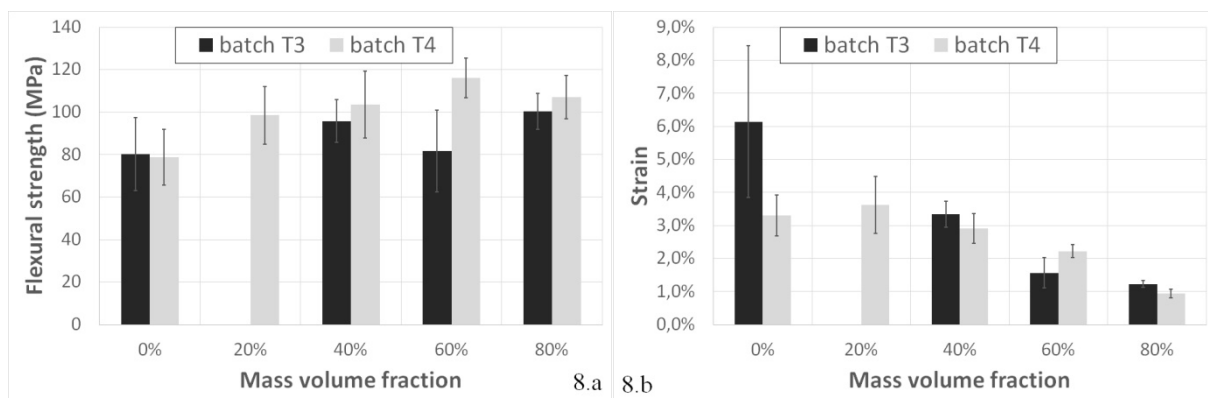 140
120
100
80
60
40
20
0
Flexural strength (MPa)
batch T3
batch T4
0%
20%
40%
60%
80%
Mass volume fraction
8.a
9,0%
8,0%
7,0%
6,0%
5,0%
4,0%
3,0%
2,0%
1,0%
0,0%
Strain
batch T3
batch T4
0%
20%
40%
60%
80%
Mass volume fraction
8.b